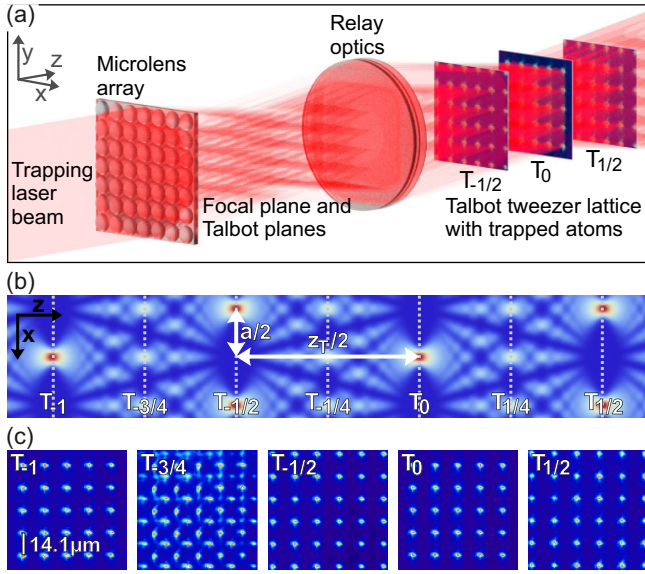 (a)
y
z
x
Microlens
array
Relay
optics
Trapping
laser
beam
Focal plane and
Talbot planes
T-1/2
T0
T1/2
Talbot tweezer lattice
with trapped atoms
(b)
z
x
a/2
zT/2
T-1
T-3/4
T-1/2
T-1/4
T0
T1/4
T1/2
(c)
T-1
T-3/4
T-1/2
T0
T1/2
14.1µm